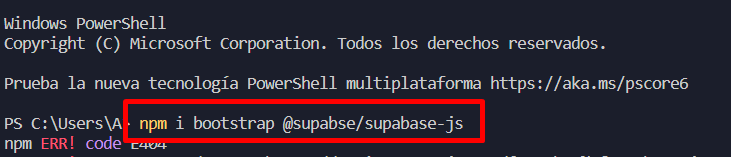 Windows PowerShell
Copyright (C) Microsoft Corporation. Todos los derechos reservados.
Prueba la nueva tecnología PowerShell multiplataforma https://aka.ms/pscore6
PS C:\Users\A> npm i bootstrap @supabse/supabase-js
npm ERR! code E404